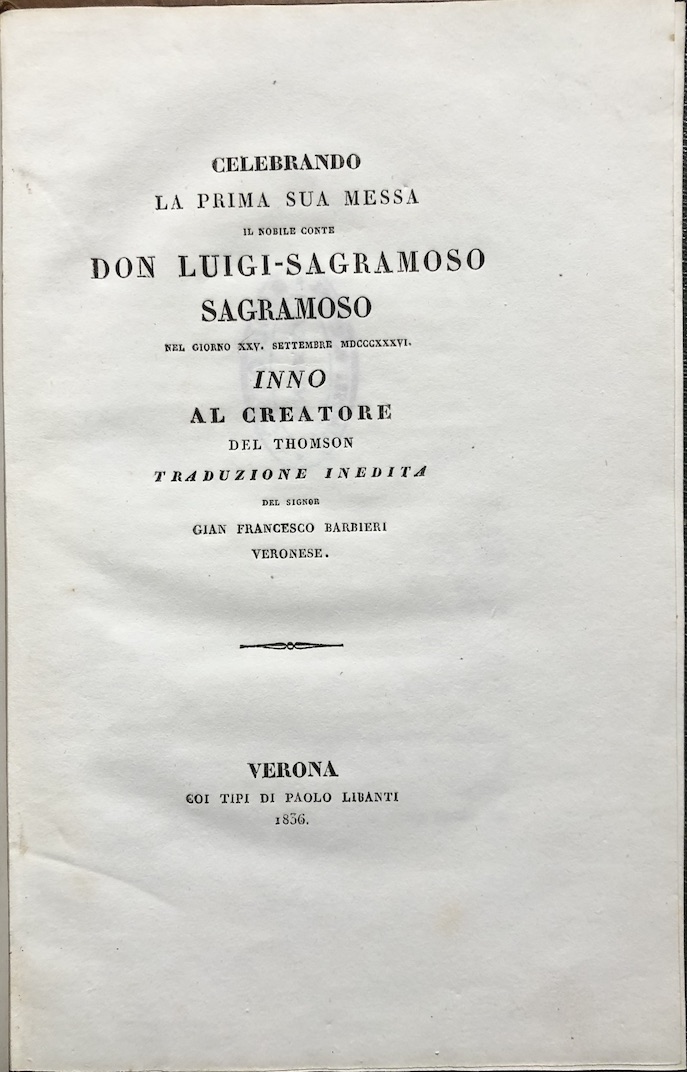 CELEBRANDO
LA PRIMA SUA MESSA
IL NOBILE CONTE
DON LUIGI-SAGRAMOSO
SAGRAMOSO
NEL GIORNO XXV. SETTEMBRE MDCCCXXXVI.
INNO
AL CREATORE
DEL THOMSON
TRADUZIONE INEDITA
DEL SIGNOR
GIAN FRANCESCO BARBIERI
VERONESE.
VERONA
COI TIPI DI PAOLO LIBANTI
1836.